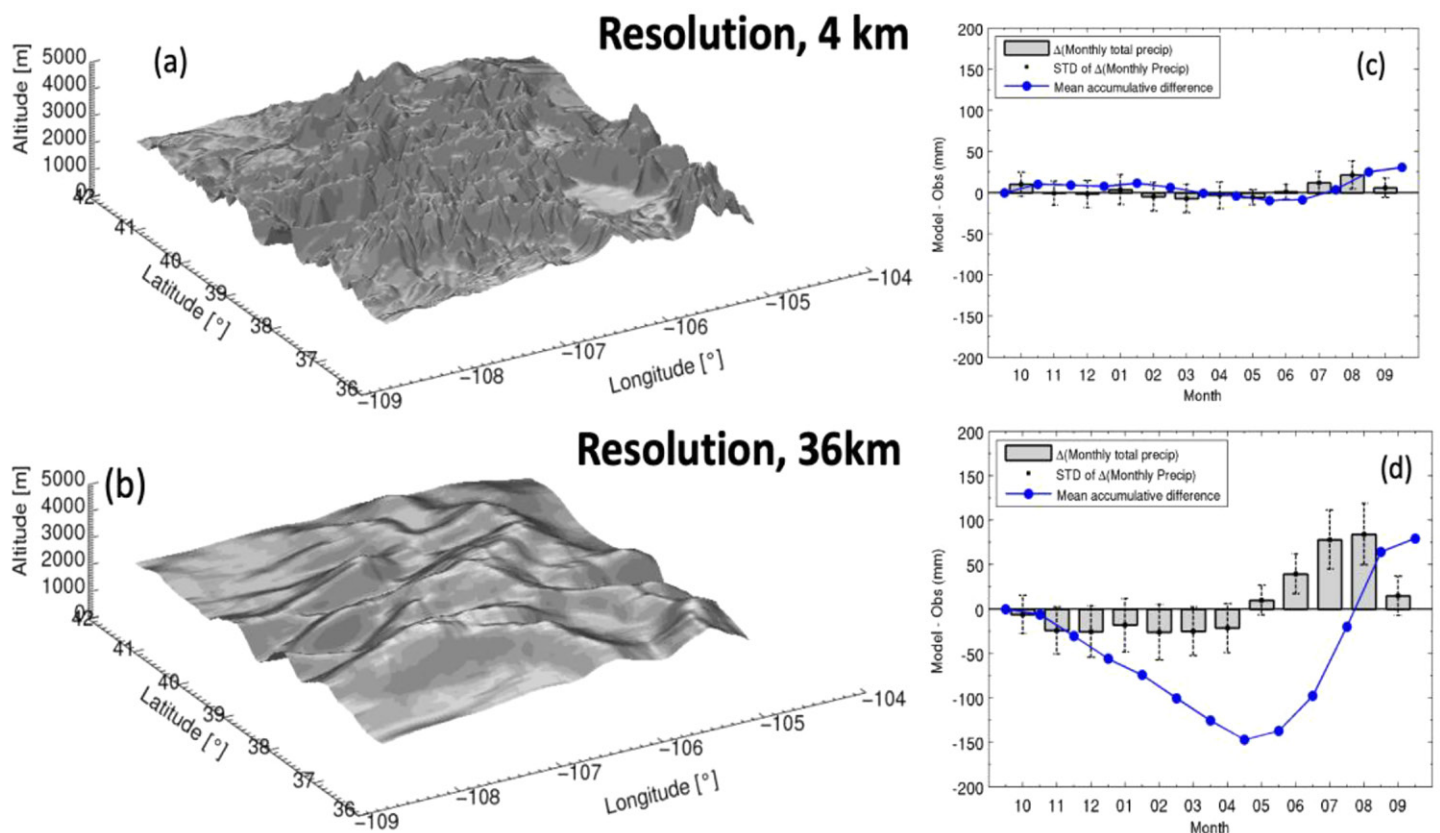 Resolution, 4 km
(a)
Altitude [m]
5000
4000
3000
2000
1000
0
42
41
40
39
38
37
36
Latitude [°]
-109
-108
-107
-106
-105
-104
Longitude [°]
(c)
Δ(Monthly total precip)
STD of Δ(Monthly Precip)
Mean accumulative difference
Model - Obs (mm)
200
150
100
50
0
-50
-100
-150
-200
10 11 12 01 02 03 04 05 06 07 08 09
Month
Resolution, 36km
(b)
Altitude [m]
5000
4000
3000
2000
1000
0
42
41
40
39
38
37
36
Latitude [°]
-109
-108
-107
-106
-105
-104
Longitude [°]
(d)
Δ(Monthly total precip)
STD of Δ(Monthly Precip)
Mean accumulative difference
Model - Obs (mm)
200
150
100
50
0
-50
-100
-150
-200
10 11 12 01 02 03 04 05 06 07 08 09
Month